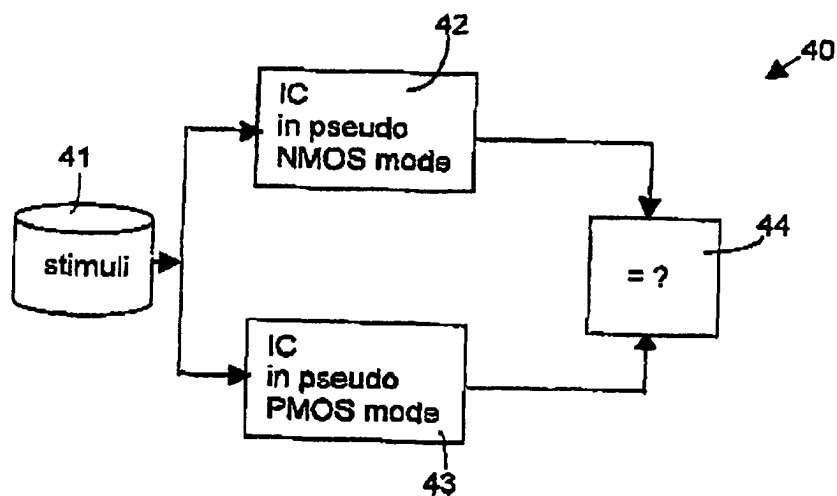 42
40
IC
in pseudo
NMOS mode
41
stimuli
44
= ?
IC
in pseudo
PMOS mode
43